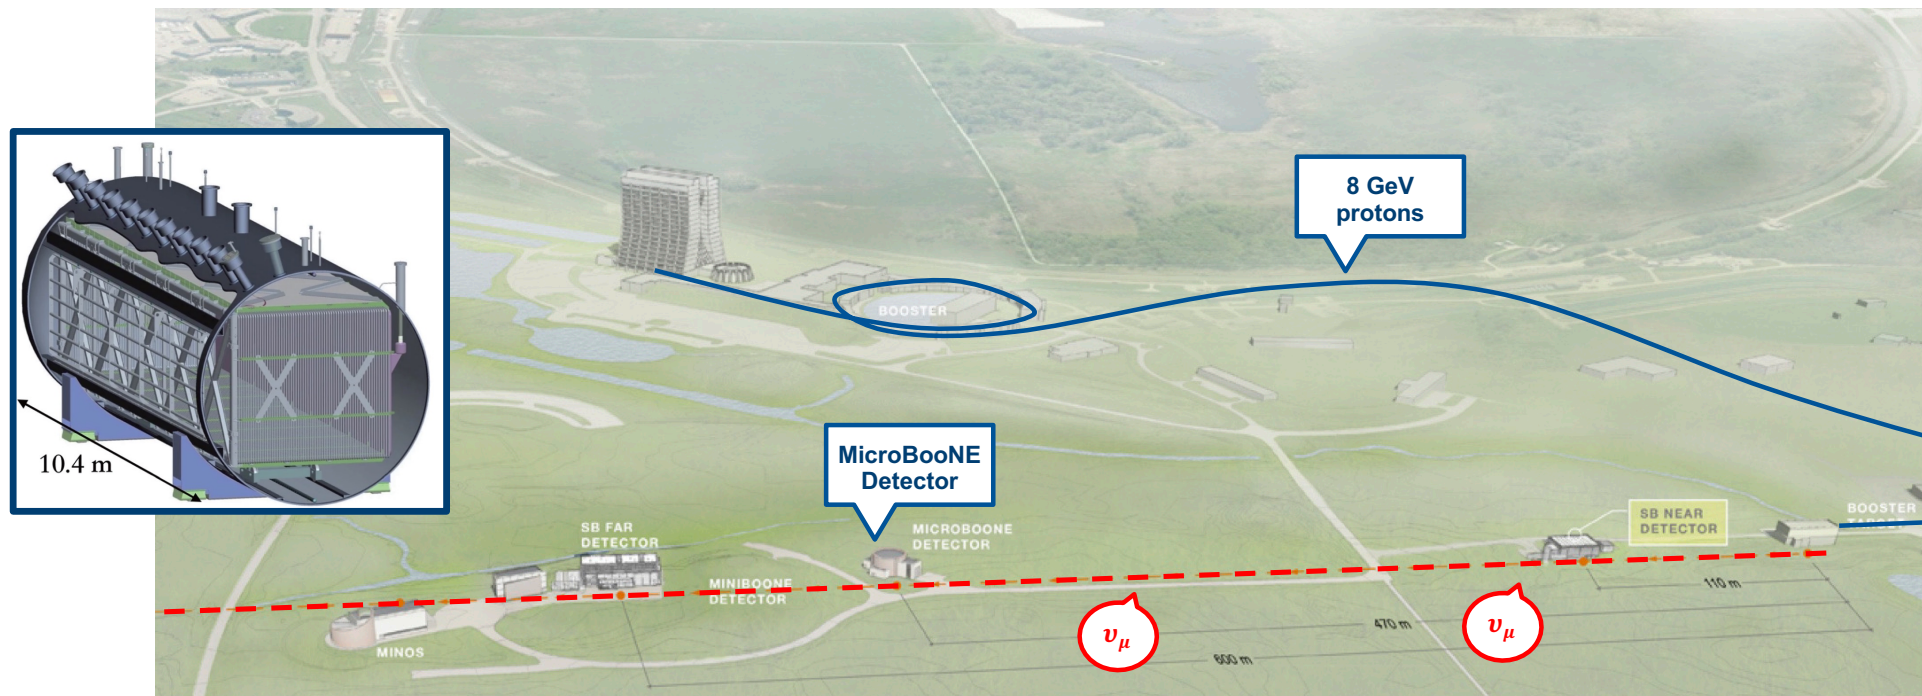 8 GeV
protons
BOOSTER
10.4 m
MicroBooNE
Detector
SB FAR
DETECTOR
MICROBOONE
DETECTOR
SB NEAR
DETECTOR
BOOSTER
MINIBOONE
DETECTOR
110 m
υμ
υμ
470 m
MINOS
600 m